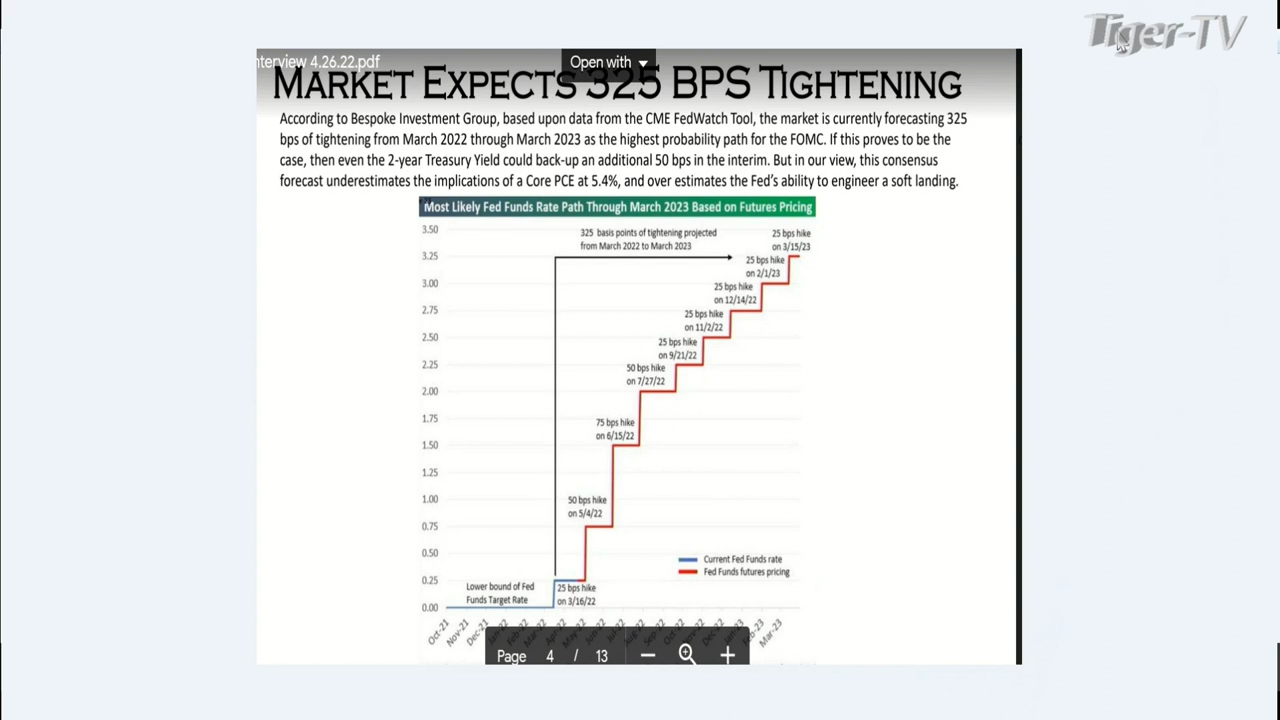 Tiger-TV
nterview 4.26.22.pdf
Open with
MARKET EXPECTS 325 BPS TIGHTENING
According to Bespoke Investment Group, based upon data from the CME FedWatch Tool, the market is currently forecasting 325
bps of tightening from March 2022 through March 2023 as the highest probability path for the FOMC. If this proves to be the
case, then even the 2-year Treasury Yield could back-up an additional 50 bps in the interim. But in our view, this consensus
forecast underestimates the implications of a Core PCE at 5.4%, and over estimates the Fed's ability to engineer a soft landing.
Most Likely Fed Funds Rate Path Through March 2023 Based on Futures Pricing
3.50
325 basis points of tightening projected
from March 2022 to March 2023
25 bps hike
on 3/15/23
3.25
25 bps hike
on 2/1/23
3.00
25 bps hike
on 12/14/22
2.75
25 bps hike
on 11/2/22
2.50
25 bps hike
on 9/21/22
2.25
50 bps hike
on 7/27/22
2.00
1.75
75 bps hike
on 6/15/22
1.50
1.25
1.00
50 bps hike
on 5/4/22
0.75
0.50
Current Fed Funds rate
Fed Funds futures pricing
0.25
Lower bound of Fed
Funds Target Rate
25 bps hike
on 3/16/22
0.00
Oct-21
Nov-21
Dec-21
Feb-23
Mar-23
Page 4 / 13